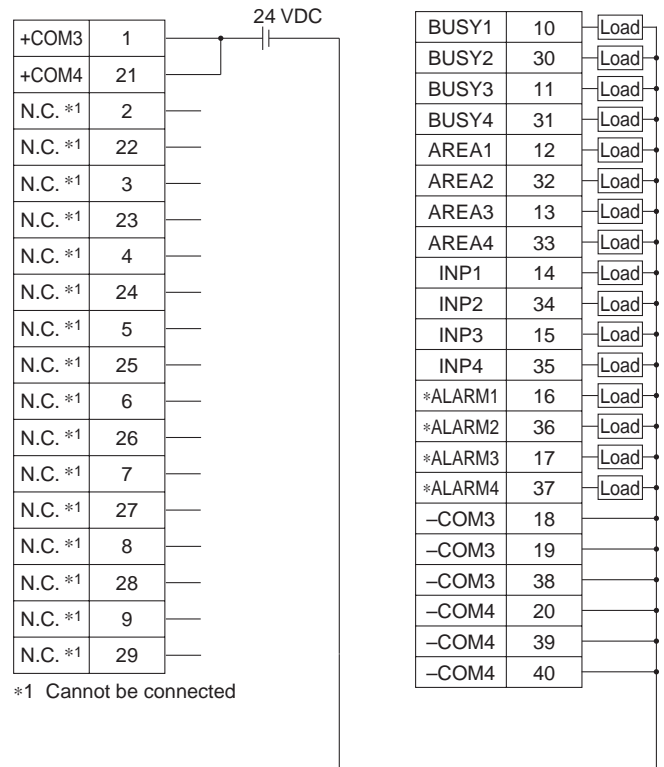 24 VDC
+COM3 1
+COM4 21
N.C. *1 2
N.C. *1 22
N.C. *1 3
N.C. *1 23
N.C. *1 4
N.C. *1 24
N.C. *1 5
N.C. *1 25
N.C. *1 6
N.C. *1 26
N.C. *1 7
N.C. *1 27
N.C. *1 8
N.C. *1 28
N.C. *1 9
N.C. *1 29
*1 Cannot be connected
BUSY1 10 Load
BUSY2 30 Load
BUSY3 11 Load
BUSY4 31 Load
AREA1 12 Load
AREA2 32 Load
AREA3 13 Load
AREA4 33 Load
INP1 14 Load
INP2 34 Load
INP3 15 Load
INP4 35 Load
*ALARM1 16 Load
*ALARM2 36 Load
*ALARM3 17 Load
*ALARM4 37 Load
–COM3 18
–COM3 19
–COM3 38
–COM4 20
–COM4 39
–COM4 40